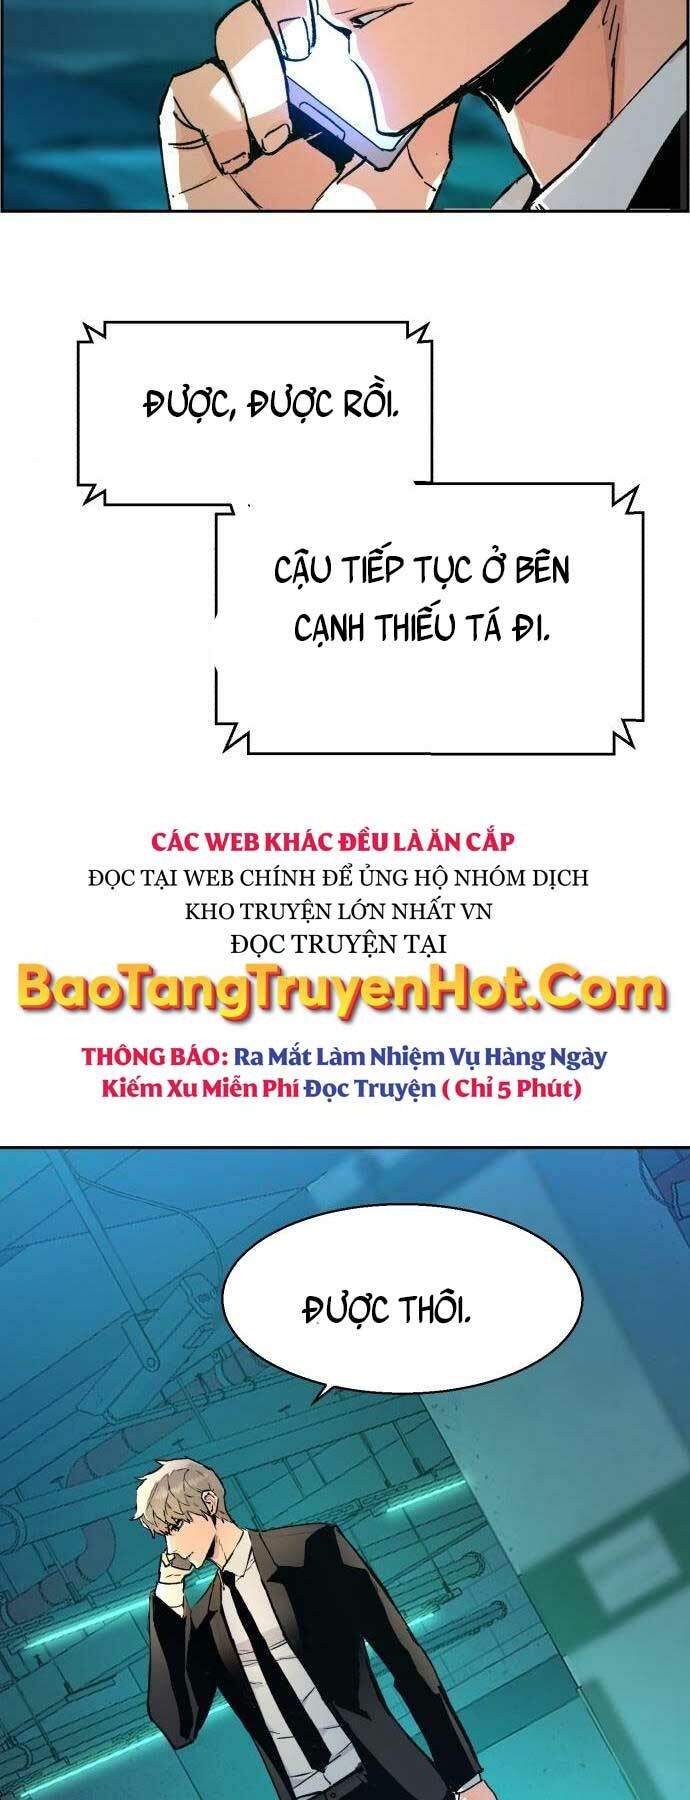 ĐƯỢC, ĐƯỢC RỒI.
CẬU TIẾP TỤC Ở BÊN
CẠNH THIẾU TÁ ĐI.
CÁC WEB KHÁC ĐỀU LÀ ĂN CẮP
ĐỌC TẠI WEB CHÍNH ĐỂ ỦNG HỘ NHÓM DỊCH
KHO TRUYỆN LỚN NHẤT VN
ĐỌC TRUYỆN TẠI
BaoTangTruyenHot.Com
THÔNG BÁO: Ra Mắt Làm Nhiệm Vụ Hàng Ngày
Kiếm Xu Miễn Phí Đọc Truyện ( Chỉ 5 Phút)
ĐƯỢC THÔI.